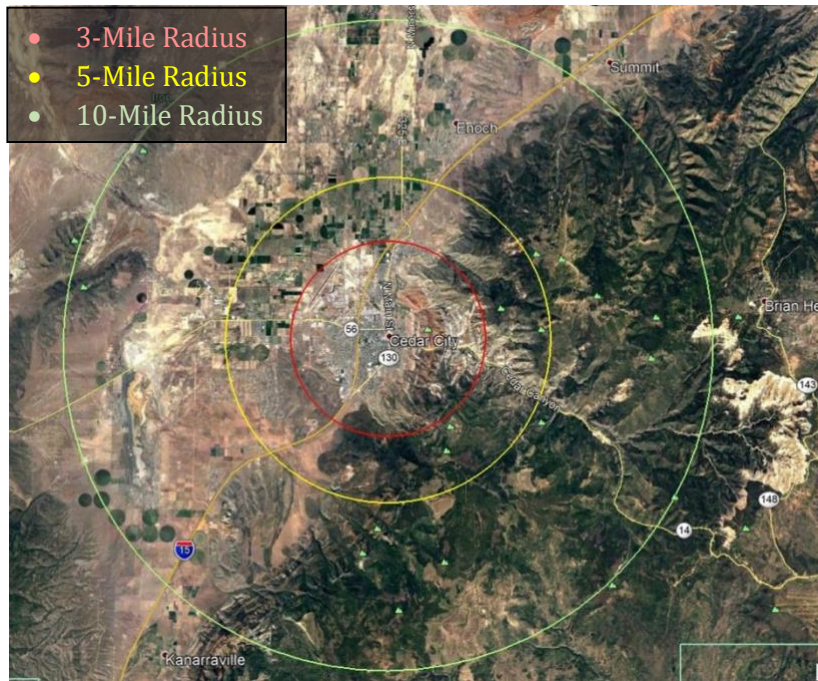 3-Mile Radius
5-Mile Radius
10-Mile Radius
Summit
Enoch
Brian He
56
Cedar City
130
143
148
14
15
Kanarraville